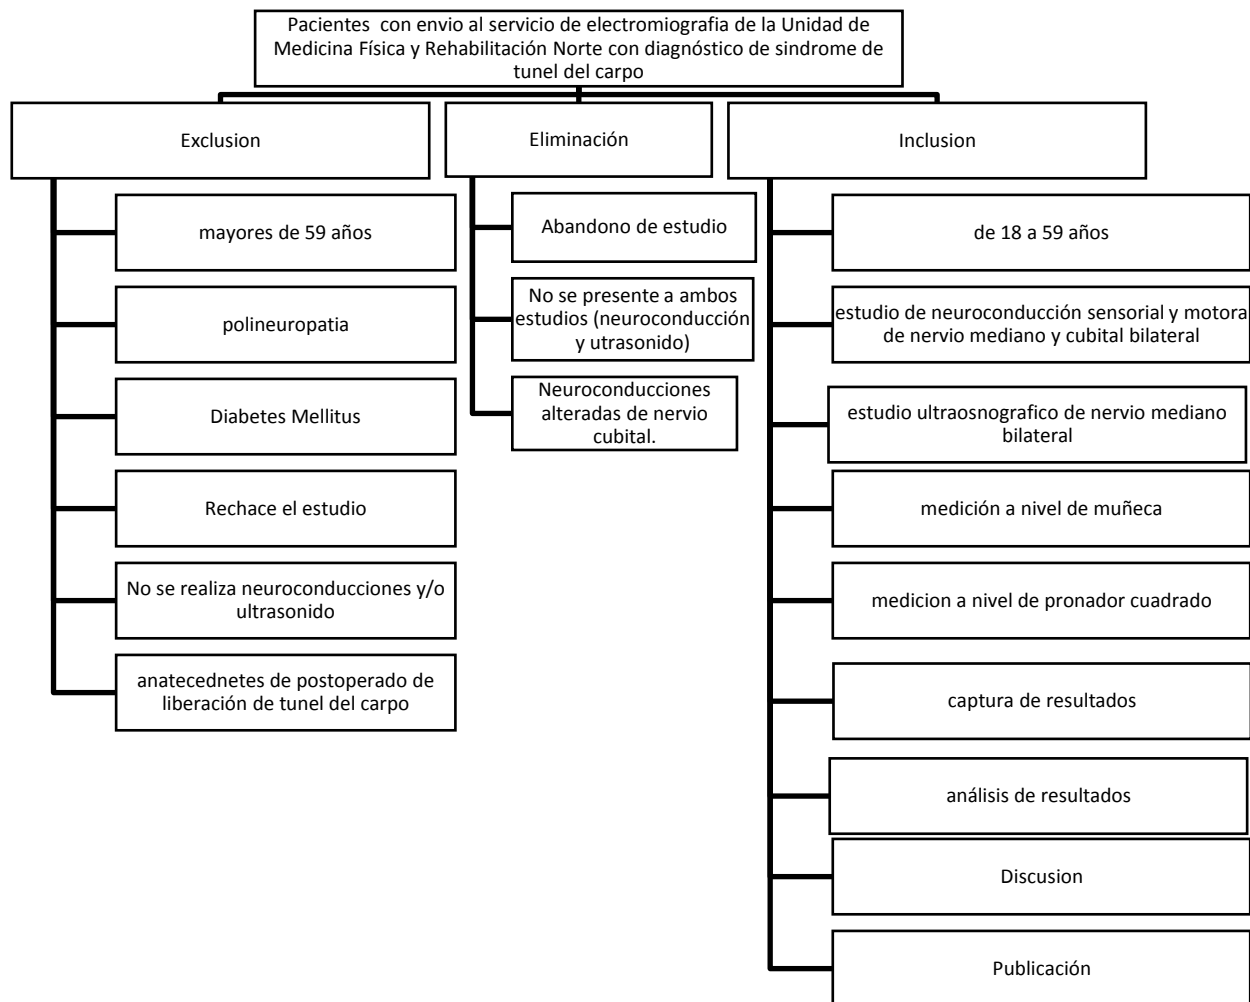 Pacientes con envio al servicio de electromiografia de la Unidad de
Medicina Física y Rehabilitación Norte con diagnóstico de sindrome de
tunel del carpo
Exclusion
mayores de 59 años
polineuropatia
Diabetes Mellitus
Rechace el estudio
No se realiza neuroconducciones y/o
ultrasonido
anatecednetes de postoperado de
liberación de tunel del carpo
Eliminación
Abandono de estudio
No se presente a ambos
estudios (neuroconducción
y utrasonido)
Neuroconducciones
alteradas de nervio
cubital.
Inclusion
de 18 a 59 años
estudio de neuroconducción sensorial y motora
de nervio mediano y cubital bilateral
estudio ultraosnografico de nervio mediano
bilateral
medición a nivel de muñeca
medicion a nivel de pronador cuadrado
captura de resultados
análisis de resultados
Discusion
Publicación